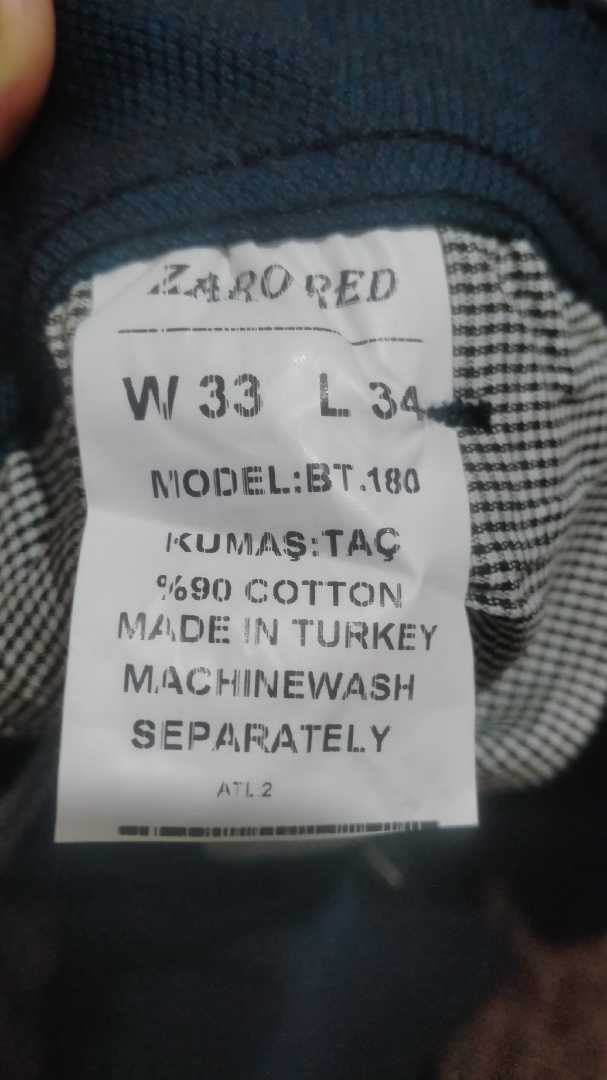 ZARO RED
W 33 L 34
MODEL:BT.180
KUMAŞ:TAÇ
%90 COTTON
MADE IN TURKEY
MACHINEWASH
SEPARATELY
ATL.2